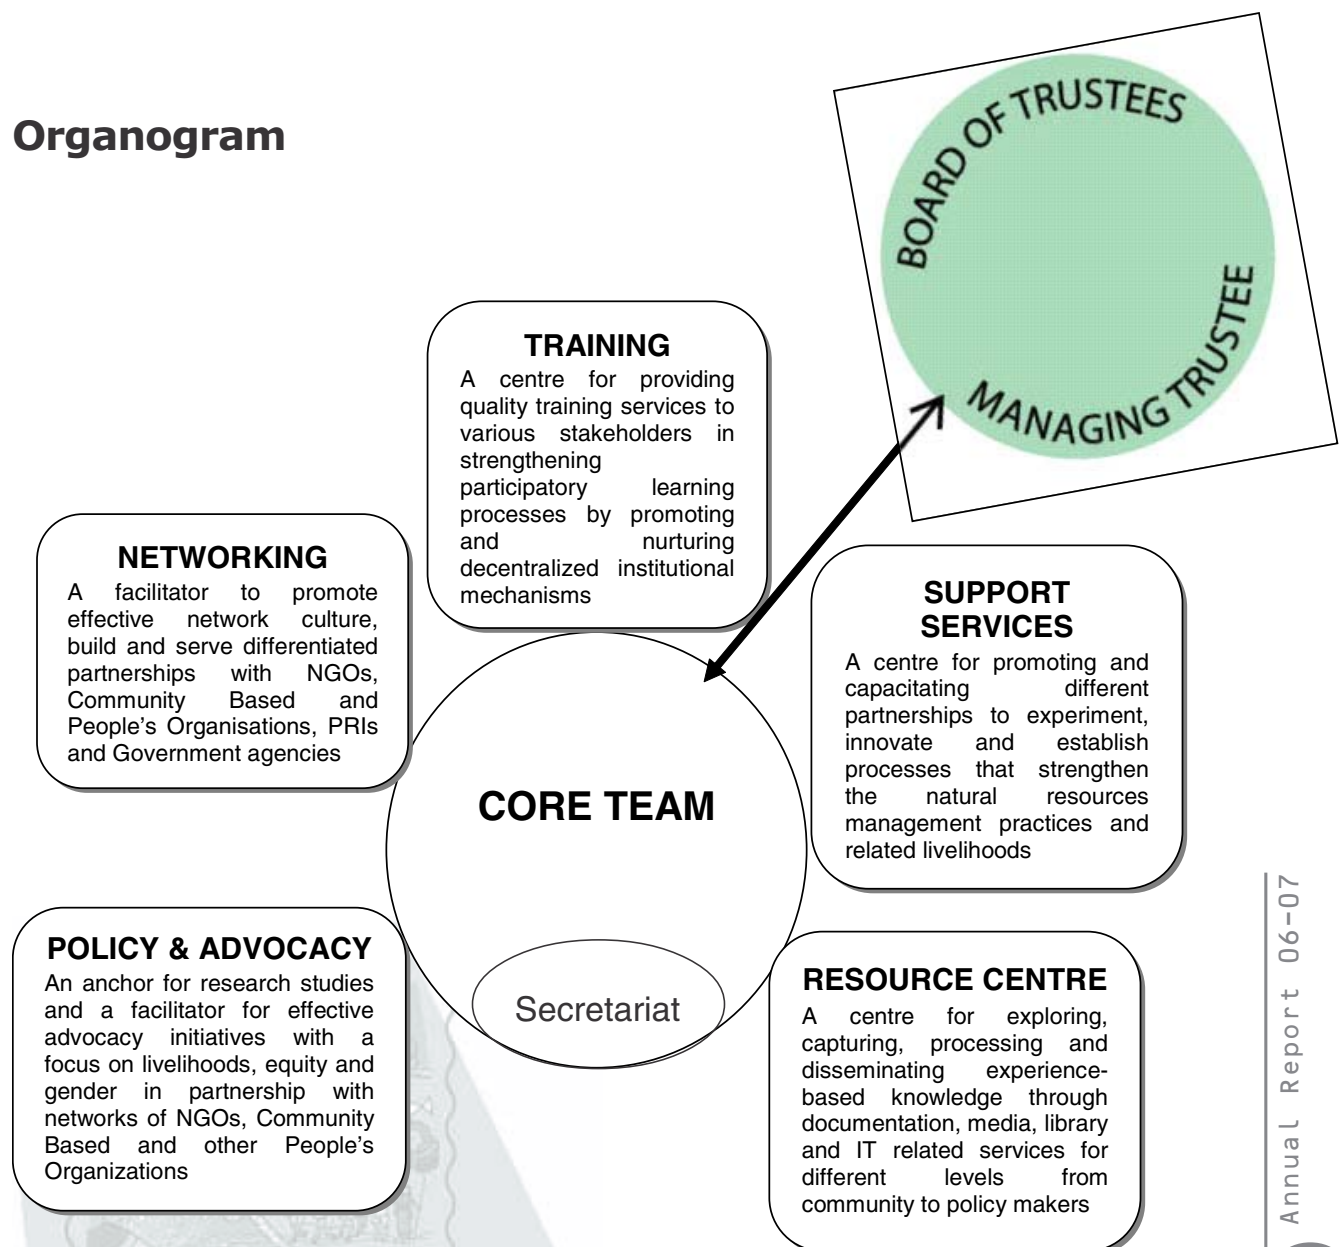 Organogram
BOARD OF TRUSTEES
MANAGING TRUSTEE
TRAINING
A centre for providing
quality training services to
various stakeholders in
strengthening
participatory learning
processes by promoting
and nurturing
decentralized institutional
mechanisms
NETWORKING
A facilitator to promote
effective network culture,
build and serve differentiated
partnerships with NGOs,
Community Based and
People's Organisations, PRIs
and Government agencies
SUPPORT
SERVICES
A centre for promoting and
capacitating different
partnerships to experiment,
innovate and establish
processes that strengthen
the natural resources
management practices and
related livelihoods
CORE TEAM
Secretariat
POLICY & ADVOCACY
An anchor for research studies
and a facilitator for effective
advocacy initiatives with a
focus on livelihoods, equity and
gender in partnership with
networks of NGOs, Community
Based and other People's
Organizations
RESOURCE CENTRE
A centre for exploring,
capturing, processing and
disseminating experience-
based knowledge through
documentation, media, library
and IT related services for
different levels from
community to policy makers
Annual Report 06-07